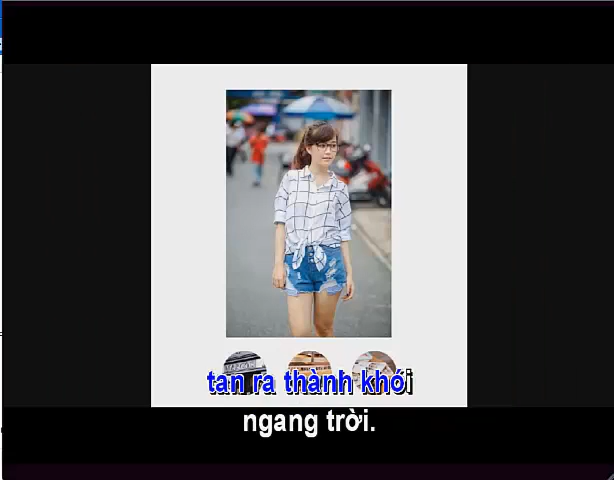 tan ra thành khói
ngang trời.